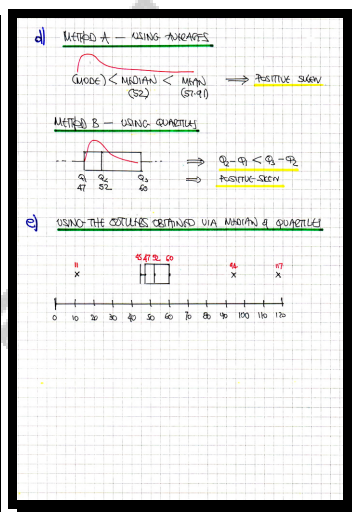 d) METHOD A – USING AVERAGES
(MODE) < MEDIAN < MEAN ⟹ POSITIVE SKEW
(52) (57.91)
METHOD B – USING QUARTILES
⟹ Q2-Q1 < Q3-Q2
Q1 Q2 Q3 ⟹ POSITIVE SKEW
47 52 60
e) USING THE OUTLIERS OBTAINED VIA MEDIAN & QUARTILES
11 45 47 52 60 94 117
0 10 20 30 40 50 60 70 80 90 100 110 120